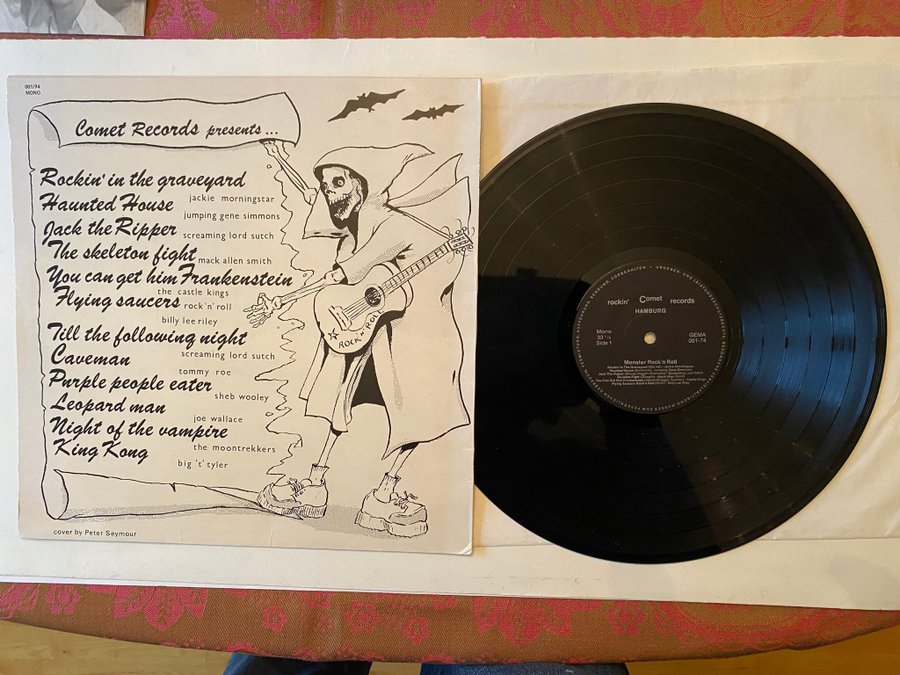 001/74
MONO
Comet Records presents...
Rockin' in the graveyard
jackie morningstar
Haunted House
jumping gene simmons
Jack the Ripper
screaming lord sutch
The skeleton fight
mack allen smith
You can get him Frankenstein
the castle kings
Flying saucers rock'n'roll
billy lee riley
Till the following night
screaming lord sutch
Caveman
tommy roe
Purple people eater
sheb wooley
Leopard man
joe wallace
Night of the vampire
the moontrekkers
King Kong
big 't' tyler
cover by Peter Seymour
ROCK'N'ROLL
rockin' Comet records
HAMBURG
Mono
33 1/3
Side 1
GEMA
001-74
Monster Rock'n Roll